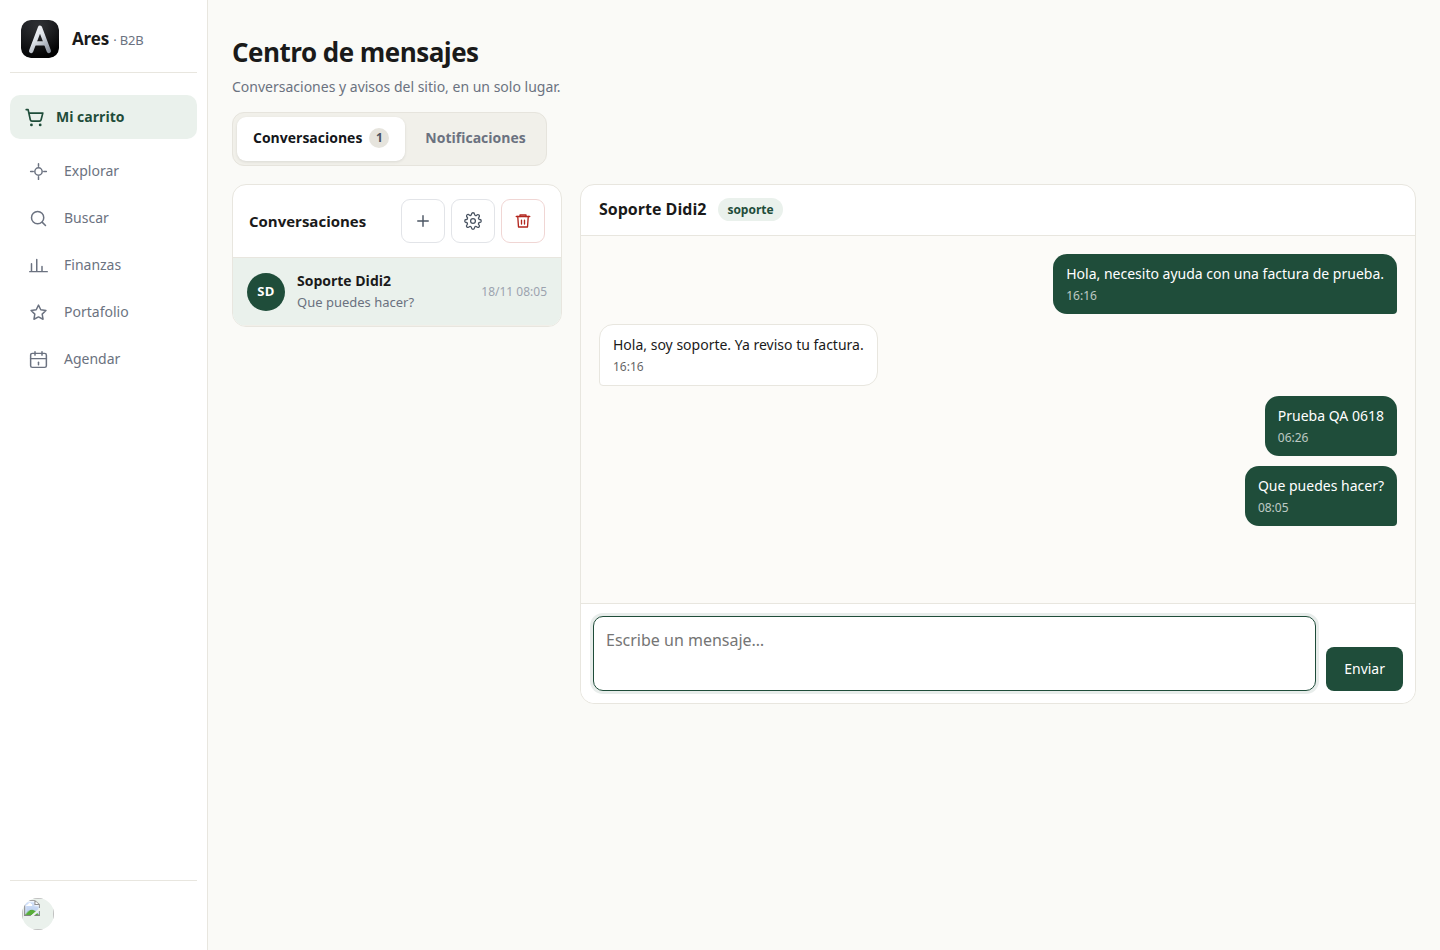 Ares · B2B
Mi carrito
Explorar
Buscar
Finanzas
Portafolio
Agendar
Centro de mensajes
Conversaciones y avisos del sitio, en un solo lugar.
Conversaciones 1
Notificaciones
Conversaciones
SD
Soporte Didi2
Que puedes hacer?
18/11 08:05
Soporte Didi2 soporte
Hola, necesito ayuda con una factura de prueba.
16:16
Hola, soy soporte. Ya reviso tu factura.
16:16
Prueba QA 0618
06:26
Que puedes hacer?
08:05
Escribe un mensaje...
Enviar